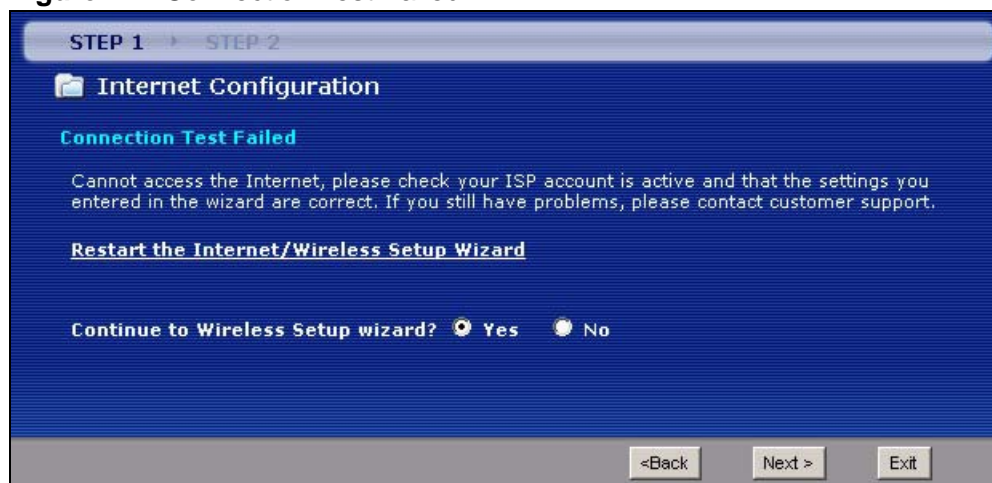 STEP 1 STEP 2
Internet Configuration
Connection Test Failed
Cannot access the Internet, please check your ISP account is active and that the settings you
entered in the wizard are correct. If you still have problems, please contact customer support.
Restart the Internet/Wireless Setup Wizard
Continue to Wireless Setup wizard? Yes No
<Back Next > Exit